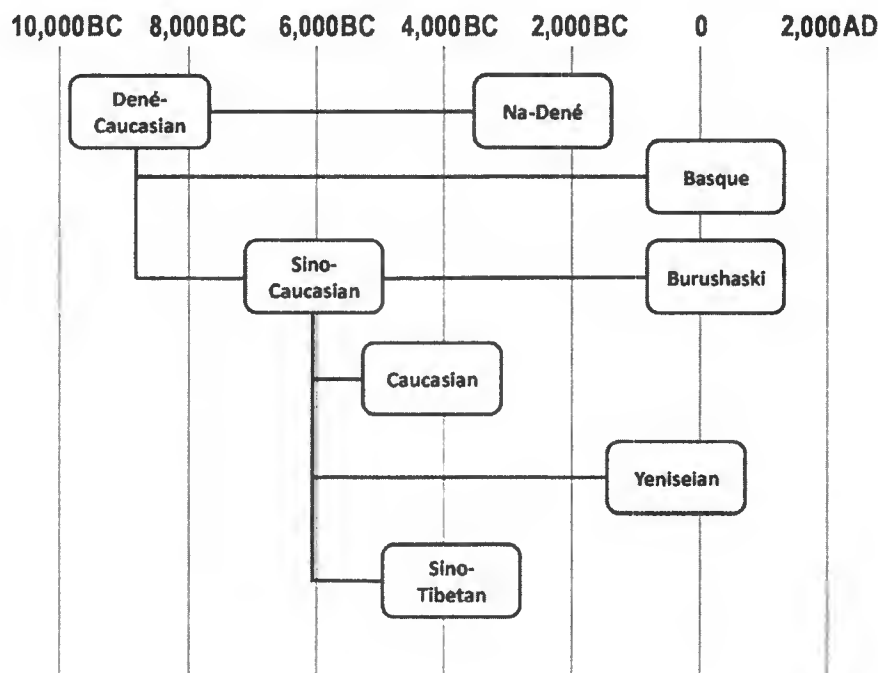 10,000BC 8,000BC 6,000BC 4,000BC 2,000BC 0 2,000AD
Dené-
Caucasian
Na-Dené
Basque
Sino-
Caucasian
Burushaski
Caucasian
Yeniseian
Sino-
Tibetan